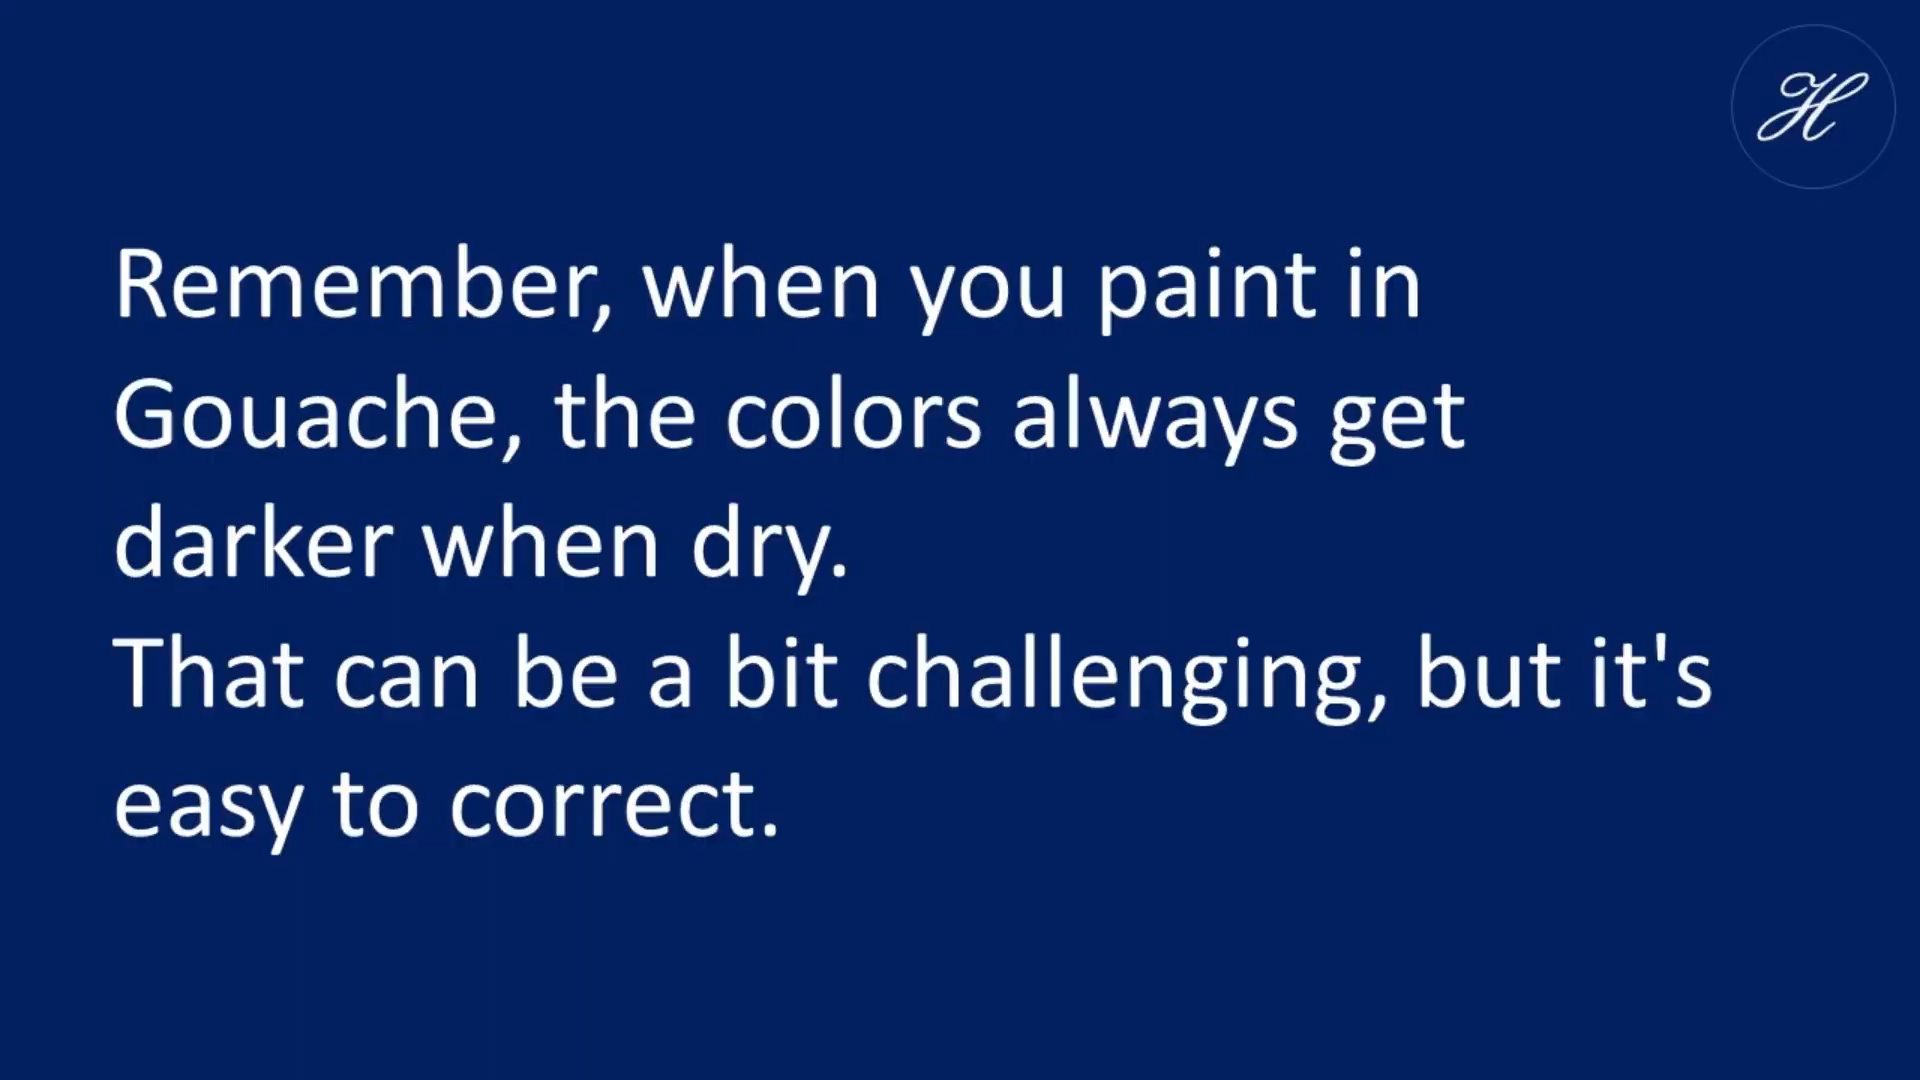 H
Remember, when you paint in
Gouache, the colors always get
darker when dry.
That can be a bit challenging, but it's
easy to correct.